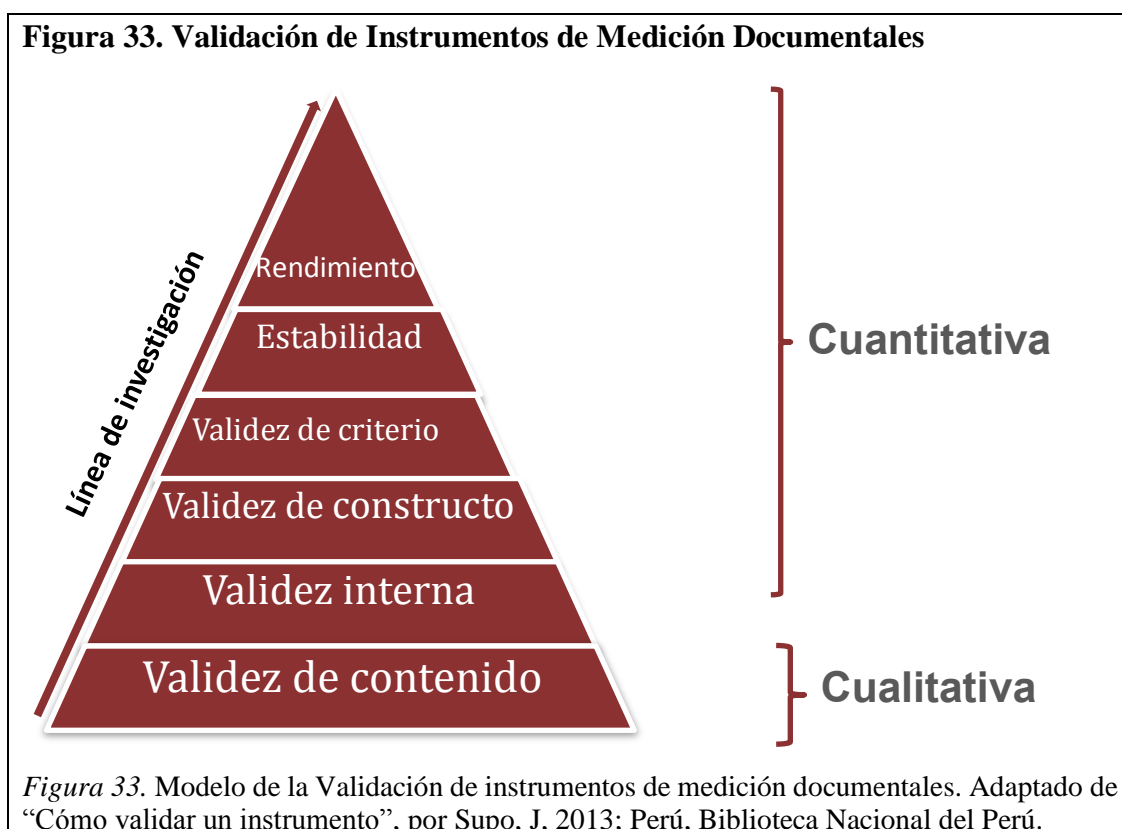 Figura 33. Validación de Instrumentos de Medición Documentales
Línea de investigación
Rendimiento
Estabilidad
Validez de criterio
Validez de constructo
Validez interna
Validez de contenido
Cuantitativa
Cualitativa
Figura 33. Modelo de la Validación de instrumentos de medición documentales. Adaptado de
“Cómo validar un instrumento”, por Supo, J, 2013; Perú, Biblioteca Nacional del Perú.